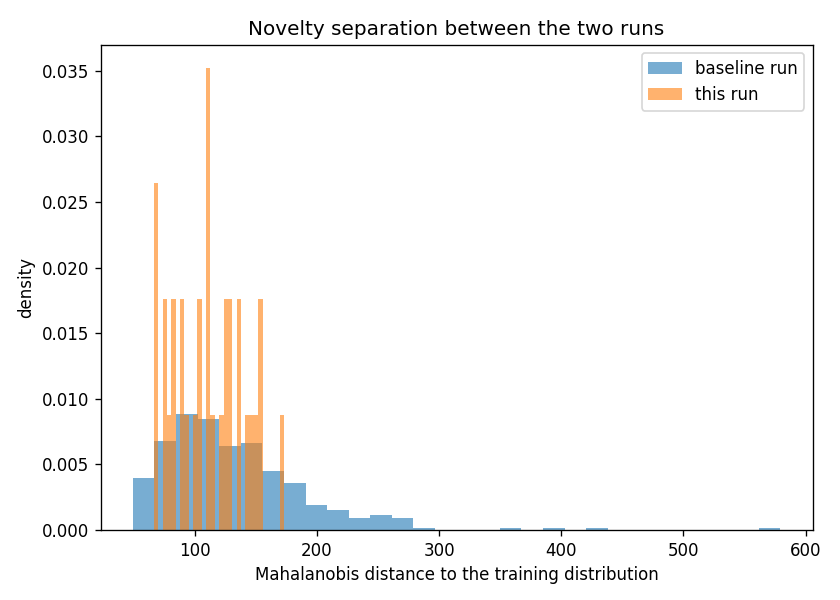 Novelty separation between the two runs
baseline run
this run
0.035
0.030
0.025
0.020
0.015
0.010
0.005
0.000
density
100
200
300
400
500
600
Mahalanobis distance to the training distribution